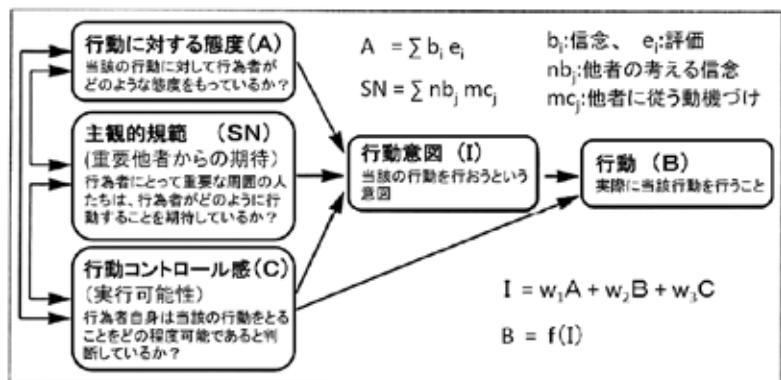 行動に対する態度(A)
当該の行動に対して行為者が
どのような態度をもっているか?
主観的規範 (SN)
(重要他者からの期待)
行為者にとって重要な周囲の人
たちは、行為者がどのように行
動することを期待しているか?
行動コントロール感(C)
(実行可能性)
行為者自身は当該の行動をとる
ことをどの程度可能であると判
断しているか?
A = ∑ bᵢ eᵢ
SN = ∑ nbⱼ mcⱼ
bᵢ:信念、 eᵢ:評価
nbⱼ:他者の考える信念
mcⱼ:他者に従う動機づけ
行動意図 (I)
当該の行動を行おうという
意図
行動 (B)
実際に当該行動を行うこと
I = w₁A + w₂B + w₃C
B = f(I)